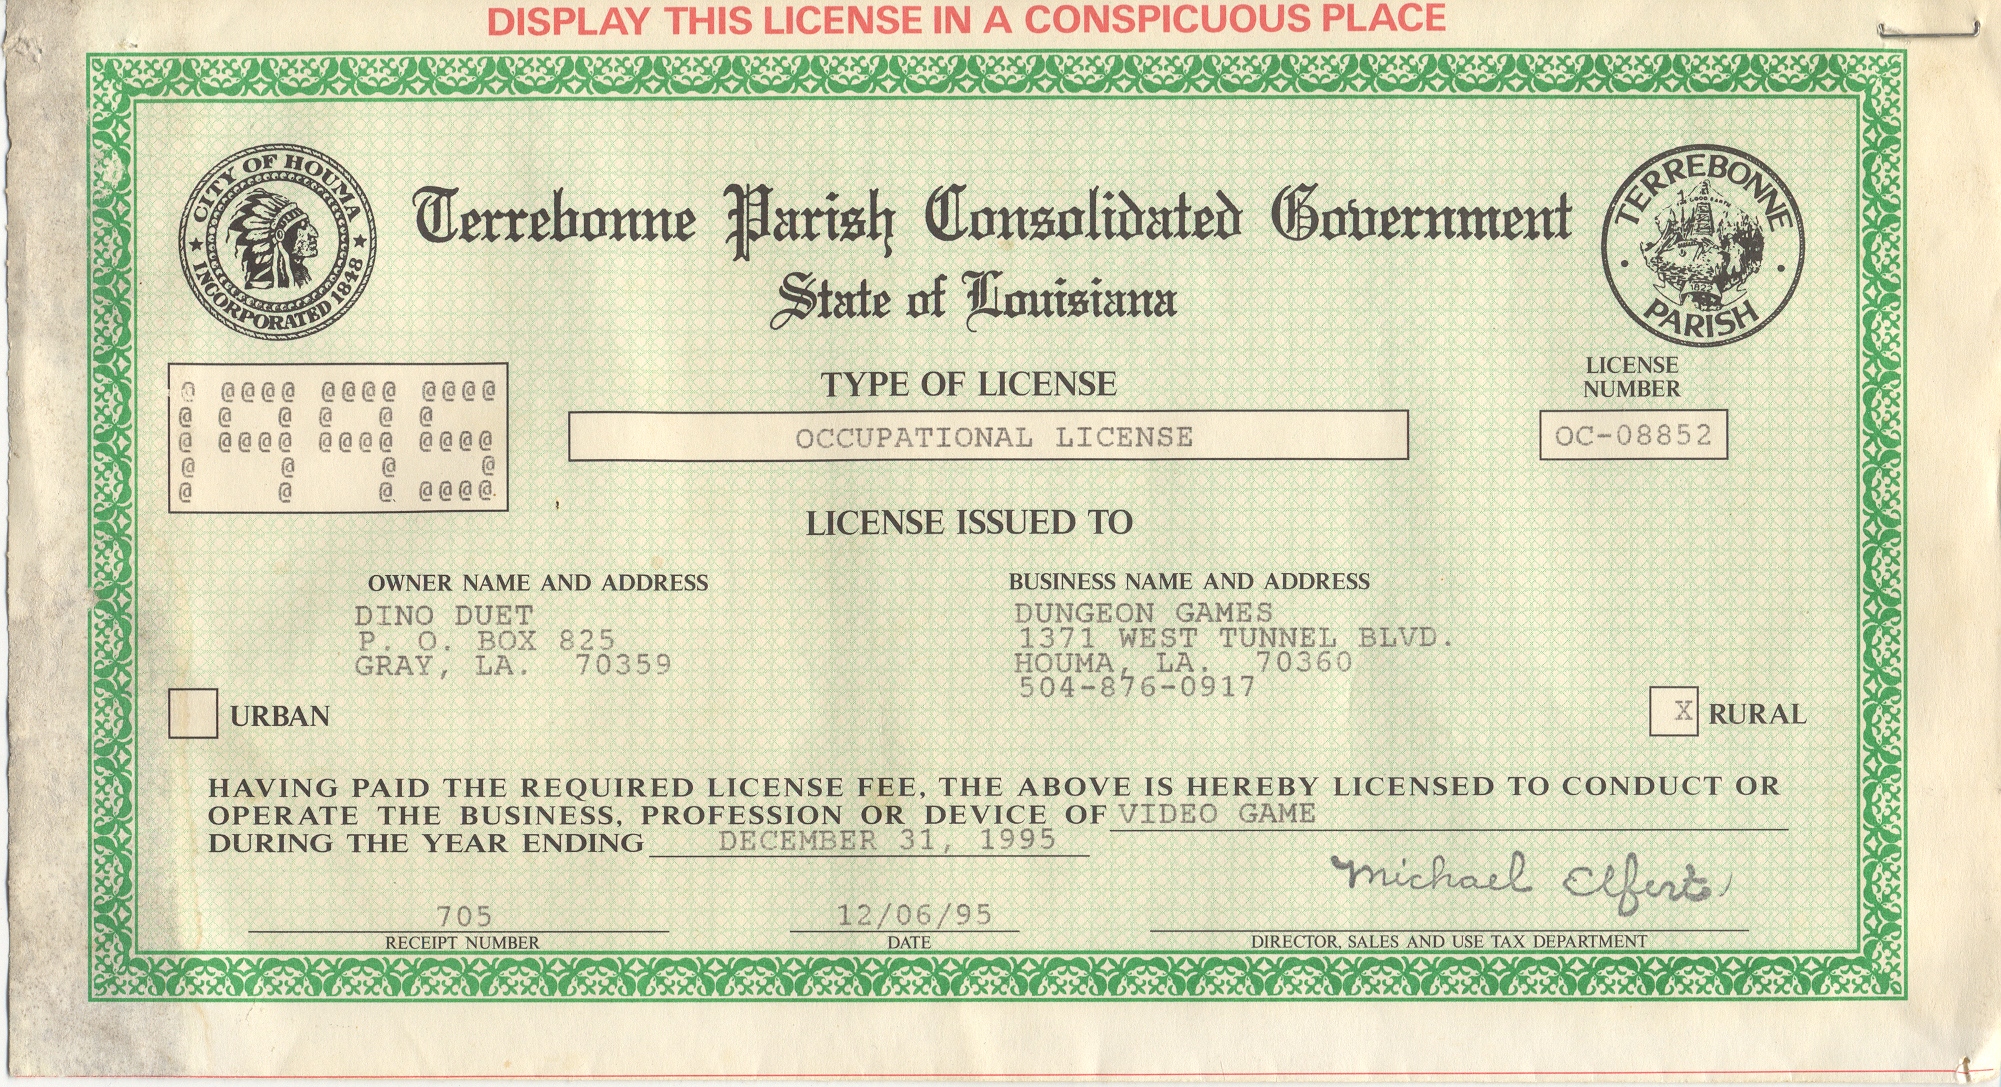 DISPLAY THIS LICENSE IN A CONSPICUOUS PLACE
CITY OF HOUMA
INCORPORATED 1848
Terrebonne Parish Consolidated Government
State of Louisiana
TERREBONNE
PARISH
1822
1995
TYPE OF LICENSE
OCCUPATIONAL LICENSE
LICENSE
NUMBER
OC-08852
LICENSE ISSUED TO
OWNER NAME AND ADDRESS
DINO DUET
P. O. BOX 825
GRAY, LA. 70359
BUSINESS NAME AND ADDRESS
DUNGEON GAMES
1371 WEST TUNNEL BLVD.
HOUMA, LA. 70360
504-876-0917
URBAN
X RURAL
HAVING PAID THE REQUIRED LICENSE FEE, THE ABOVE IS HEREBY LICENSED TO CONDUCT OR
OPERATE THE BUSINESS, PROFESSION OR DEVICE OF VIDEO GAME
DURING THE YEAR ENDING DECEMBER 31, 1995
Michael Elfert
705
RECEIPT NUMBER
12/06/95
DATE
DIRECTOR, SALES AND USE TAX DEPARTMENT